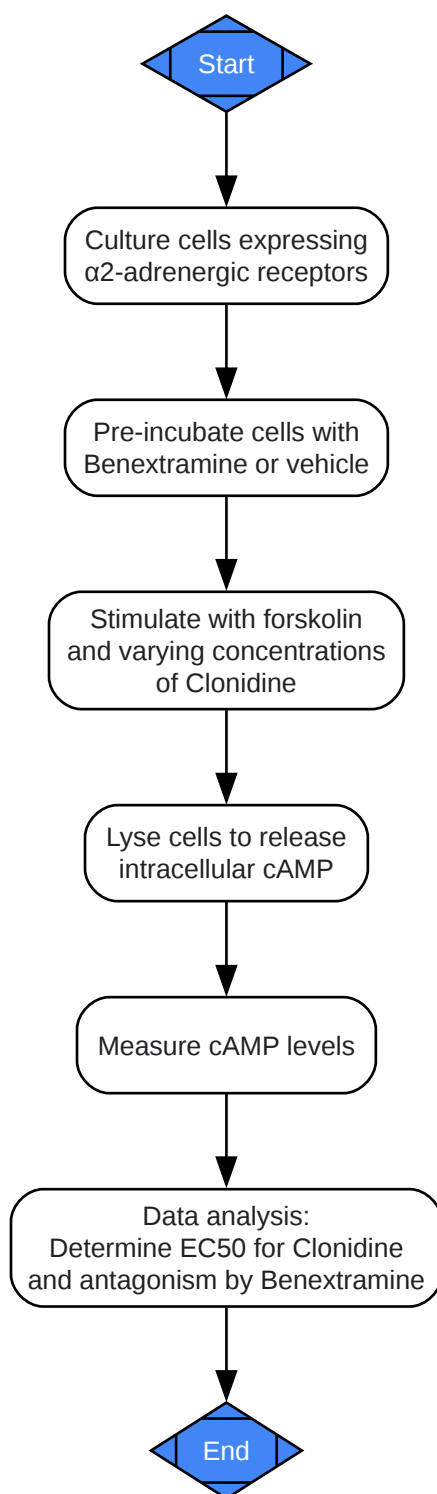 Start
Culture cells expressing
α2-adrenergic receptors
Pre-incubate cells with
Benextramine or vehicle
Stimulate with forskolin
and varying concentrations
of Clonidine
Lyse cells to release
intracellular cAMP
Measure cAMP levels
Data analysis:
Determine EC50 for Clonidine
and antagonism by Benextramine
End